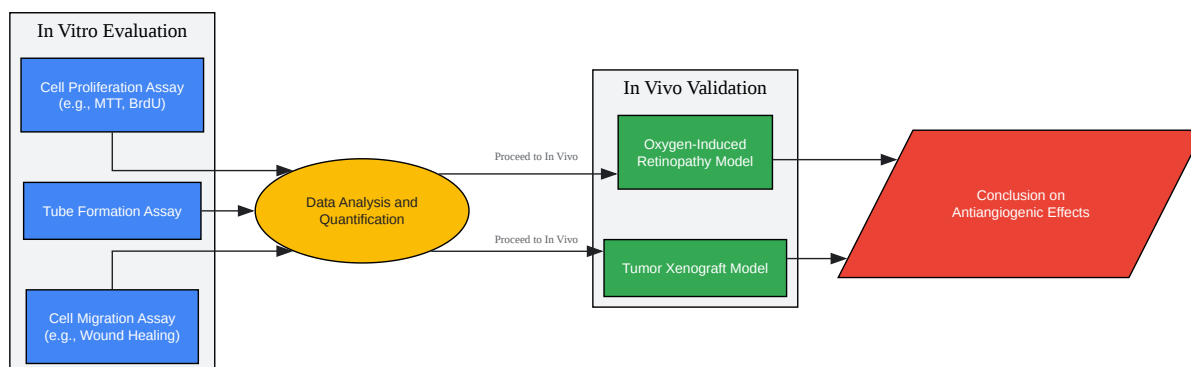 In Vitro Evaluation
Cell Proliferation Assay
(e.g., MTT, BrdU)
Tube Formation Assay
Cell Migration Assay
(e.g., Wound Healing)
Data Analysis and
Quantification
Proceed to In Vivo
Proceed to In Vivo
In Vivo Validation
Oxygen-Induced
Retinopathy Model
Tumor Xenograft Model
Conclusion on
Antiangiogenic Effects